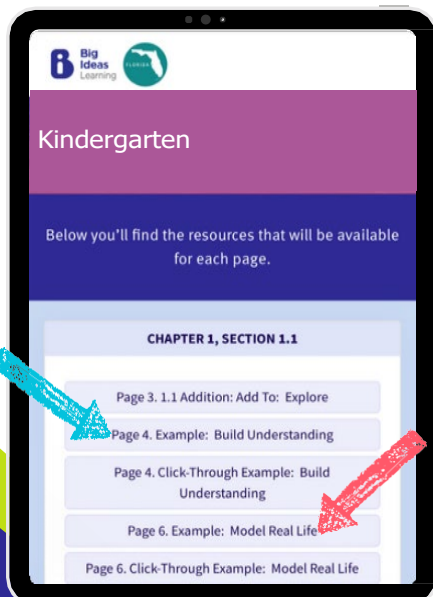 Big
Ideas
Learning
FLORIDA
Kindergarten
Below you'll find the resources that will be available
for each page.
CHAPTER 1, SECTION 1.1
Page 3. 1.1 Addition: Add To: Explore
Page 4. Example: Build Understanding
Page 4. Click-Through Example: Build
Understanding
Page 6. Example: Model Real Life
Page 6. Click-Through Example: Model Real Life